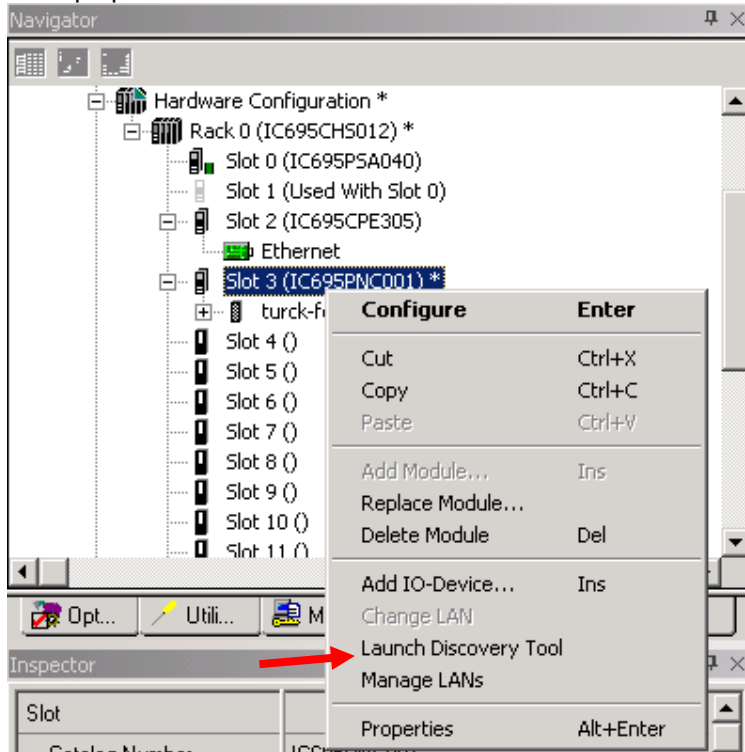 Navigator
Hardware Configuration *
Rack 0 (IC695CHS012) *
Slot 0 (IC695PSA040)
Slot 1 (Used With Slot 0)
Slot 2 (IC695CPE305)
Ethernet
Slot 3 (IC695PNC001) *
turck-f
Slot 4 ()
Slot 5 ()
Slot 6 ()
Slot 7 ()
Slot 8 ()
Slot 9 ()
Slot 10 ()
Slot 11 ()
Configure Enter
Cut Ctrl+X
Copy Ctrl+C
Paste Ctrl+V
Add Module... Ins
Replace Module...
Delete Module Del
Add IO-Device... Ins
Change LAN
Launch Discovery Tool
Manage LANs
Properties Alt+Enter
Opt... Utili... M
Inspector
Slot
Catalog Number